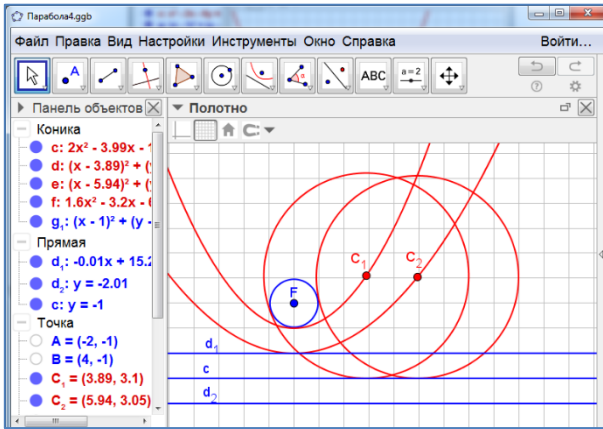 Парабола4.ggb
Файл Правка Вид Настройки Инструменты Окно Справка Войти...
A ABC a=2
Панель объектов Полотно
Коника
c: 2x² - 3.99x - 1
d: (x - 3.89)² + (
e: (x - 5.94)² + (
f: 1.6x² - 3.2x - 6
g₁: (x - 1)² + (y -
Прямая
d₁: -0.01x + 15.2
d₂: y = -2.01
c: y = -1
Точка
A = (-2, -1)
B = (4, -1)
C₁ = (3.89, 3.1)
C₂ = (5.94, 3.05)
C₁ C₂
F
d₁
c
d₂